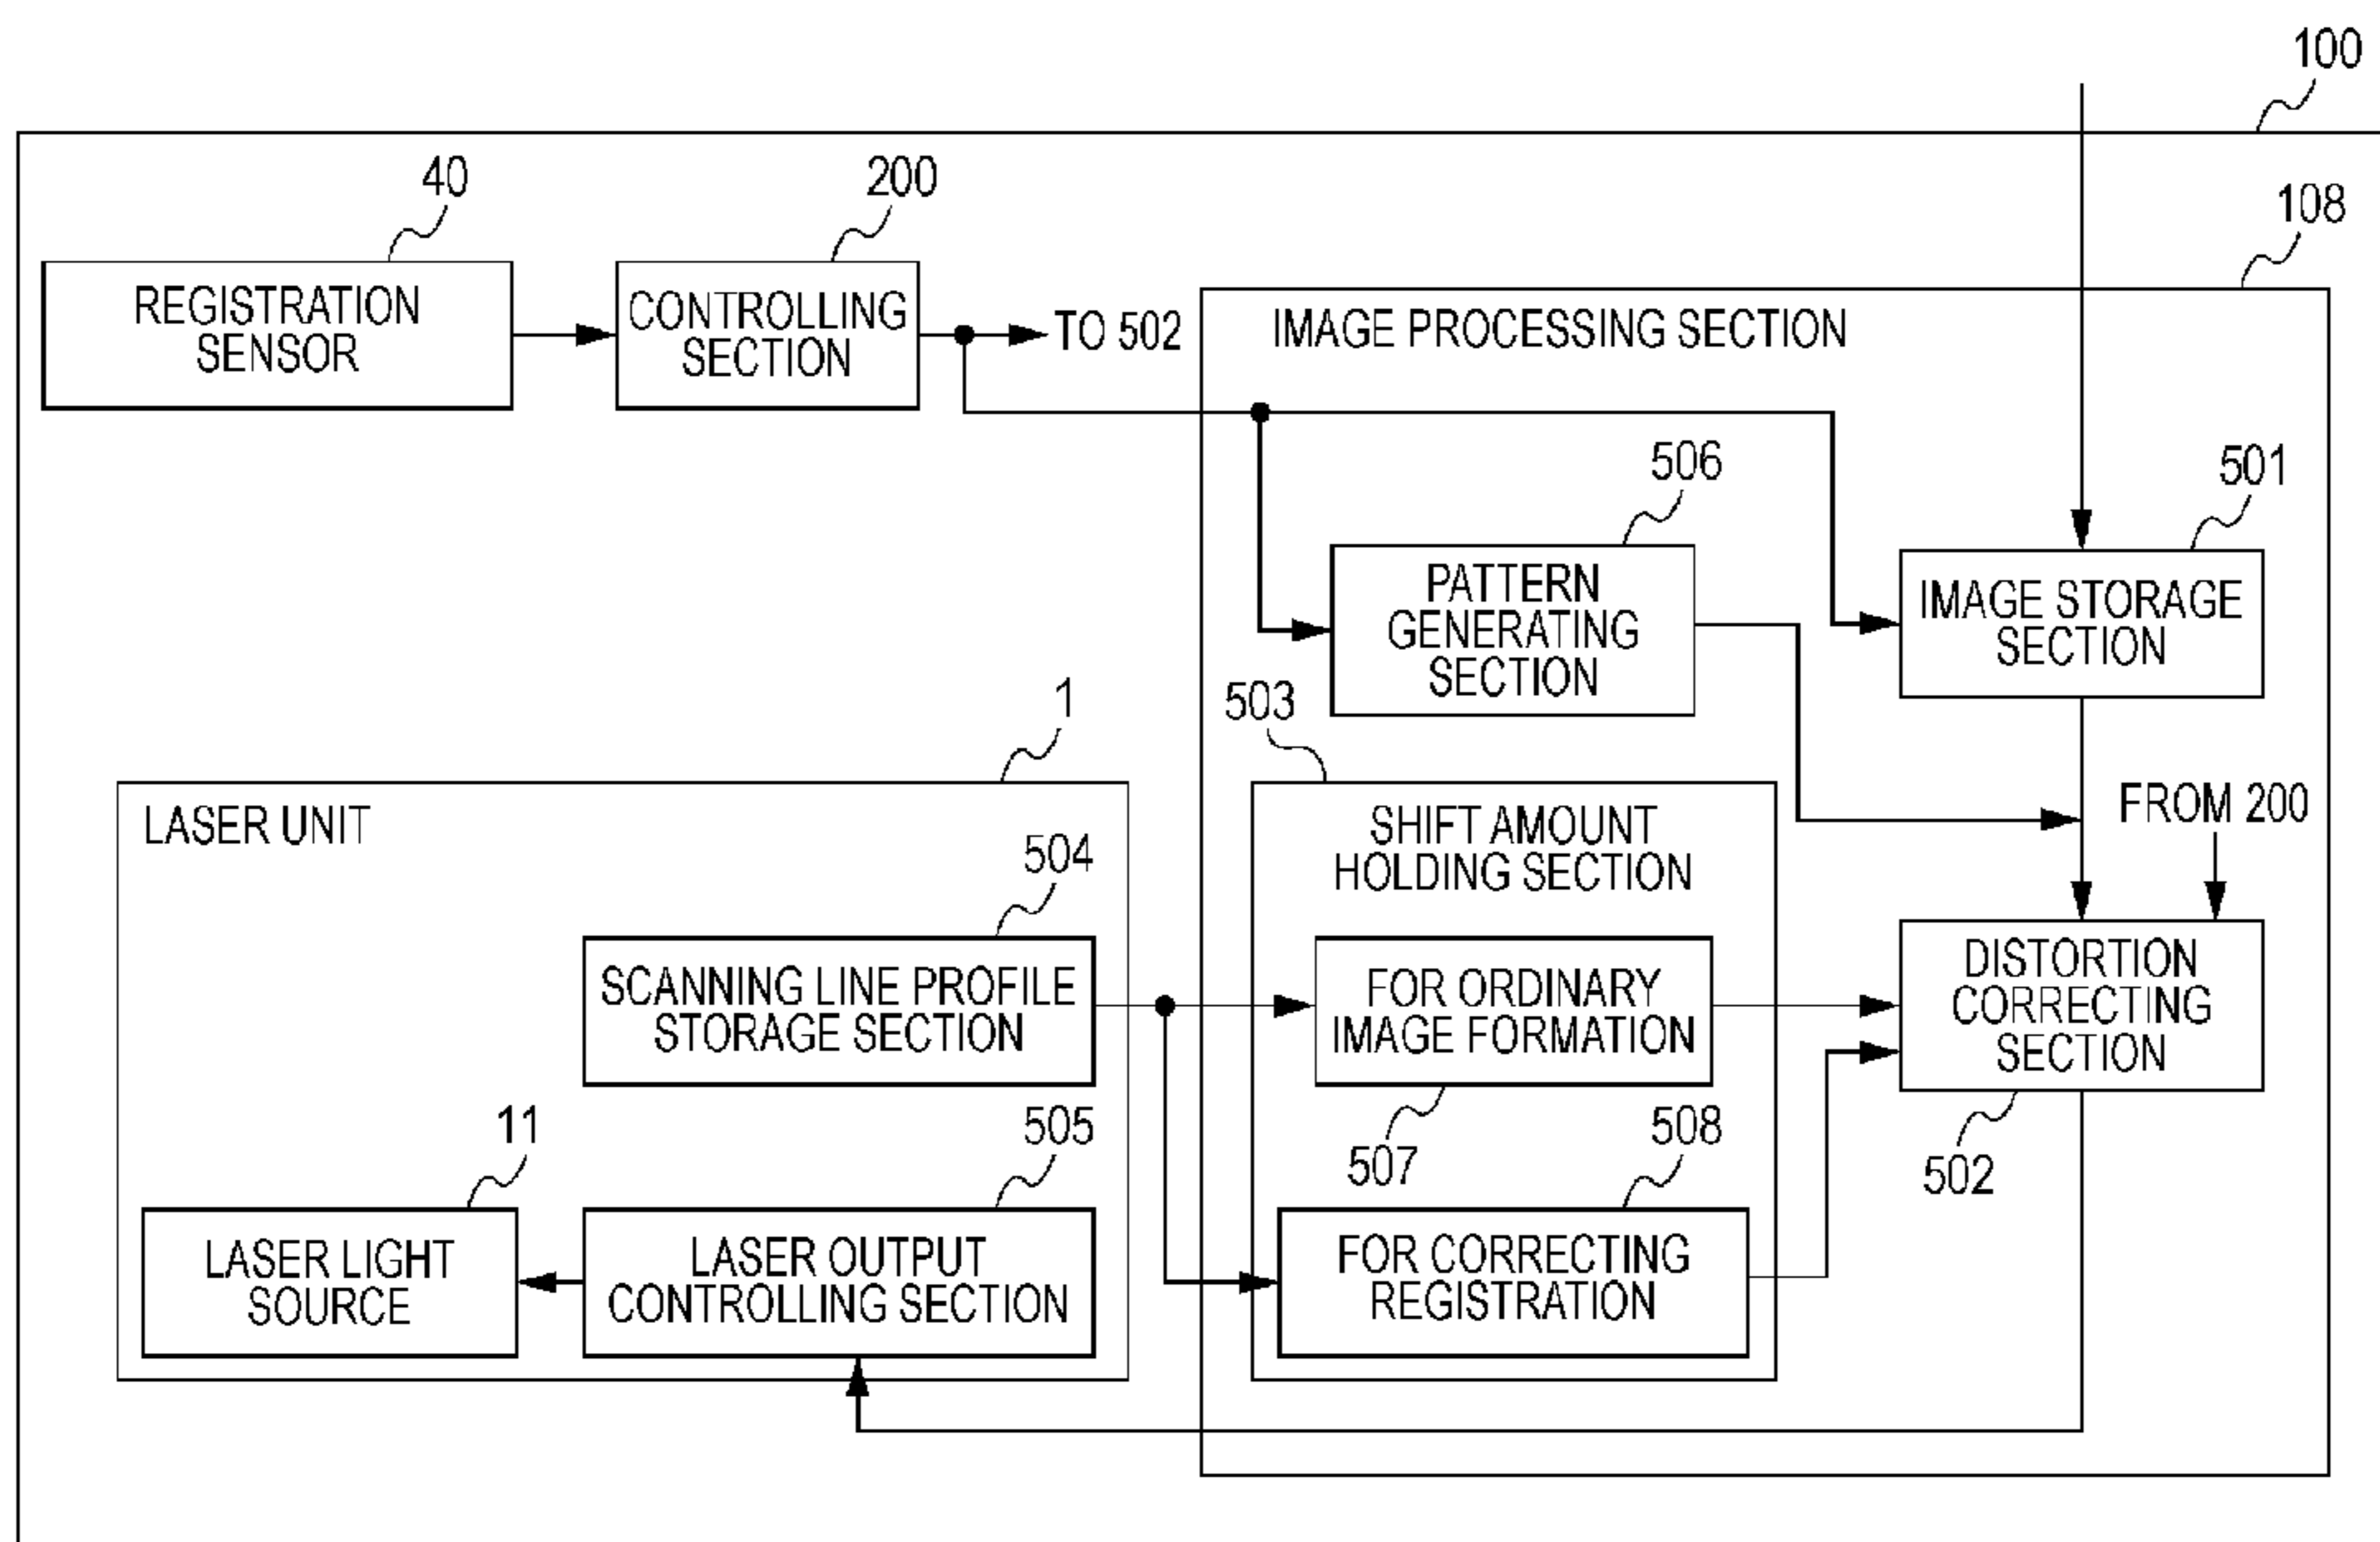 100
40
200
108
REGISTRATION
SENSOR
CONTROLLING
SECTION
TO 502
IMAGE PROCESSING SECTION
506
501
PATTERN
GENERATING
SECTION
IMAGE STORAGE
SECTION
503
1
LASER UNIT
SHIFT AMOUNT
HOLDING SECTION
FROM 200
504
SCANNING LINE PROFILE
STORAGE SECTION
FOR ORDINARY
IMAGE FORMATION
DISTORTION
CORRECTING
SECTION
11
505
507
508
502
LASER LIGHT
SOURCE
LASER OUTPUT
CONTROLLING SECTION
FOR CORRECTING
REGISTRATION